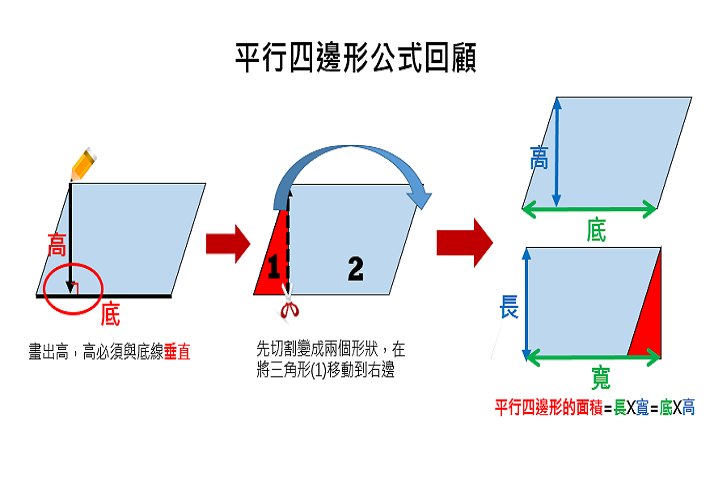 平行四邊形公式回顧
高
底
畫出高，高必須與底線垂直
1
2
先切割變成兩個形狀，在
將三角形(1)移動到右邊
高
底
長
寬
平行四邊形的面積=長X寬=底X高